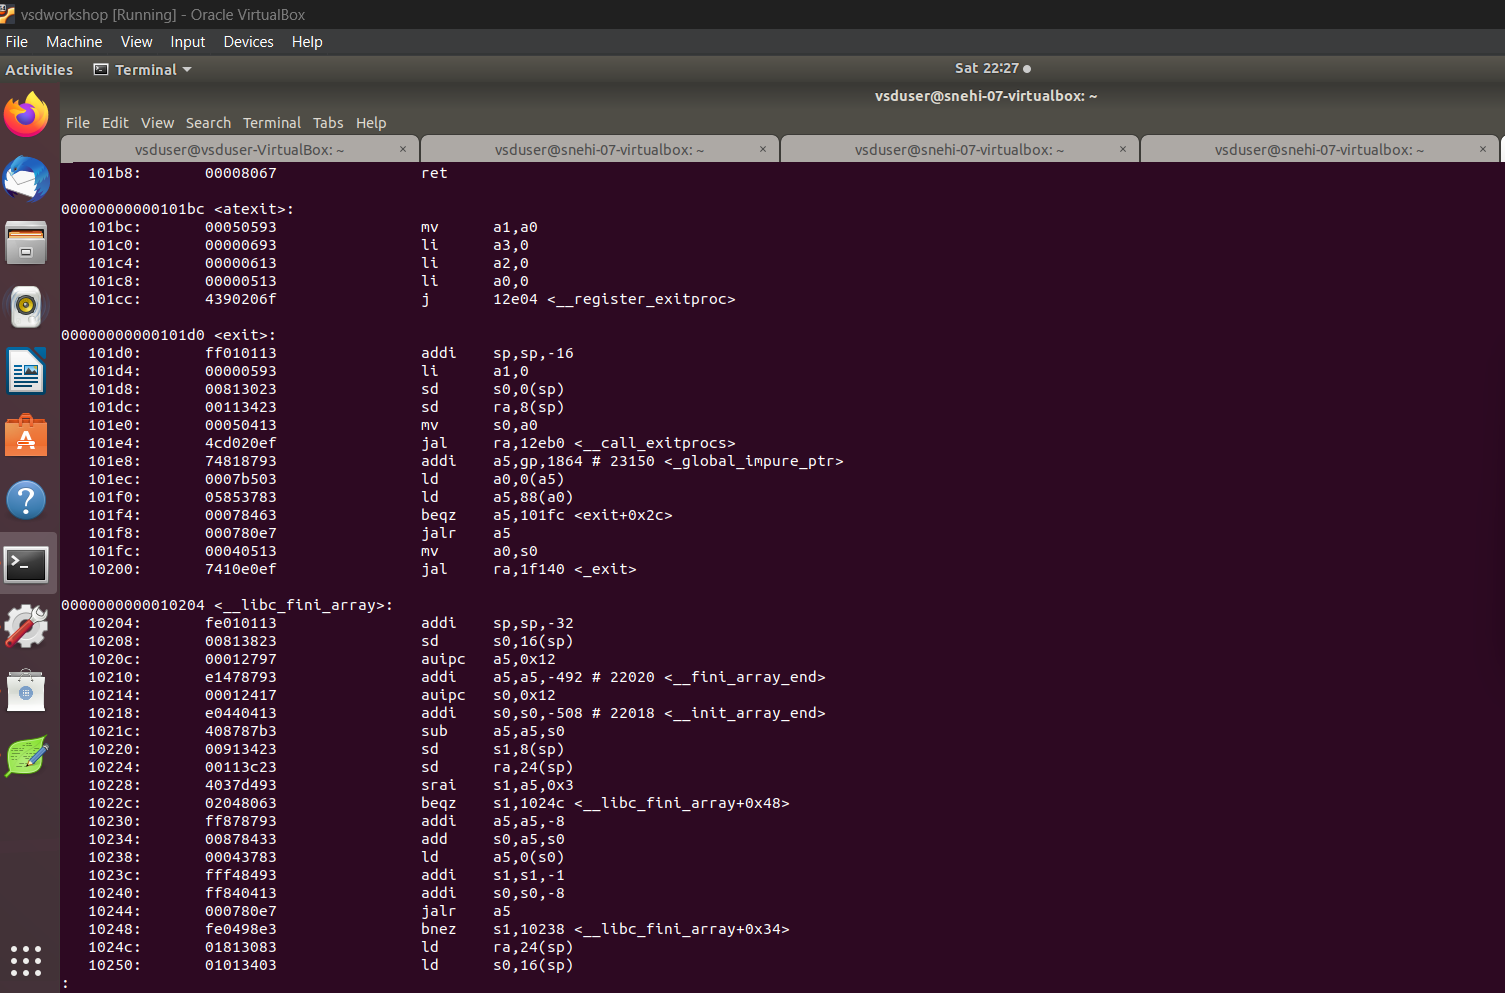 vsdworkshop [Running] - Oracle VirtualBox
File Machine View Input Devices Help
Activities Terminal Sat 22:27
vsduser@snehi-07-virtualbox: ~
File Edit View Search Terminal Tabs Help
vsduser@vsduser-VirtualBox: ~ × vsduser@snehi-07-virtualbox: ~ × vsduser@snehi-07-virtualbox: ~ × vsduser@snehi-07-virtualbox: ~ ×
101b8: 00008067 ret
00000000000101bc <atexit>:
101bc: 00050593 mv a1,a0
101c0: 00000693 li a3,0
101c4: 00000613 li a2,0
101c8: 00000513 li a0,0
101cc: 4390206f j 12e04 <__register_exitproc>
00000000000101d0 <exit>:
101d0: ff010113 addi sp,sp,-16
101d4: 00000593 li a1,0
101d8: 00813023 sd s0,0(sp)
101dc: 00113423 sd ra,8(sp)
101e0: 00050413 mv s0,a0
101e4: 4cd020ef jal ra,12eb0 <__call_exitprocs>
101e8: 74818793 addi a5,gp,1864 # 23150 <_global_impure_ptr>
101ec: 0007b503 ld a0,0(a5)
101f0: 05853783 ld a5,88(a0)
101f4: 00078463 beqz a5,101fc <exit+0x2c>
101f8: 000780e7 jalr a5
101fc: 00040513 mv a0,s0
10200: 7410e0ef jal ra,1f140 <_exit>
0000000000010204 <__libc_fini_array>:
10204: fe010113 addi sp,sp,-32
10208: 00813823 sd s0,16(sp)
1020c: 00012797 auipc a5,0x12
10210: e1478793 addi a5,a5,-492 # 22020 <__fini_array_end>
10214: 00012417 auipc s0,0x12
10218: e0440413 addi s0,s0,-508 # 22018 <__init_array_end>
1021c: 408787b3 sub a5,a5,s0
10220: 00913423 sd s1,8(sp)
10224: 00113c23 sd ra,24(sp)
10228: 4037d493 srai s1,a5,0x3
1022c: 02048063 beqz s1,1024c <__libc_fini_array+0x48>
10230: ff878793 addi a5,a5,-8
10234: 00878433 add s0,a5,s0
10238: 00043783 ld a5,0(s0)
1023c: fff48493 addi s1,s1,-1
10240: ff840413 addi s0,s0,-8
10244: 000780e7 jalr a5
10248: fe0498e3 bnez s1,10238 <__libc_fini_array+0x34>
1024c: 01813083 ld ra,24(sp)
10250: 01013403 ld s0,16(sp)
: